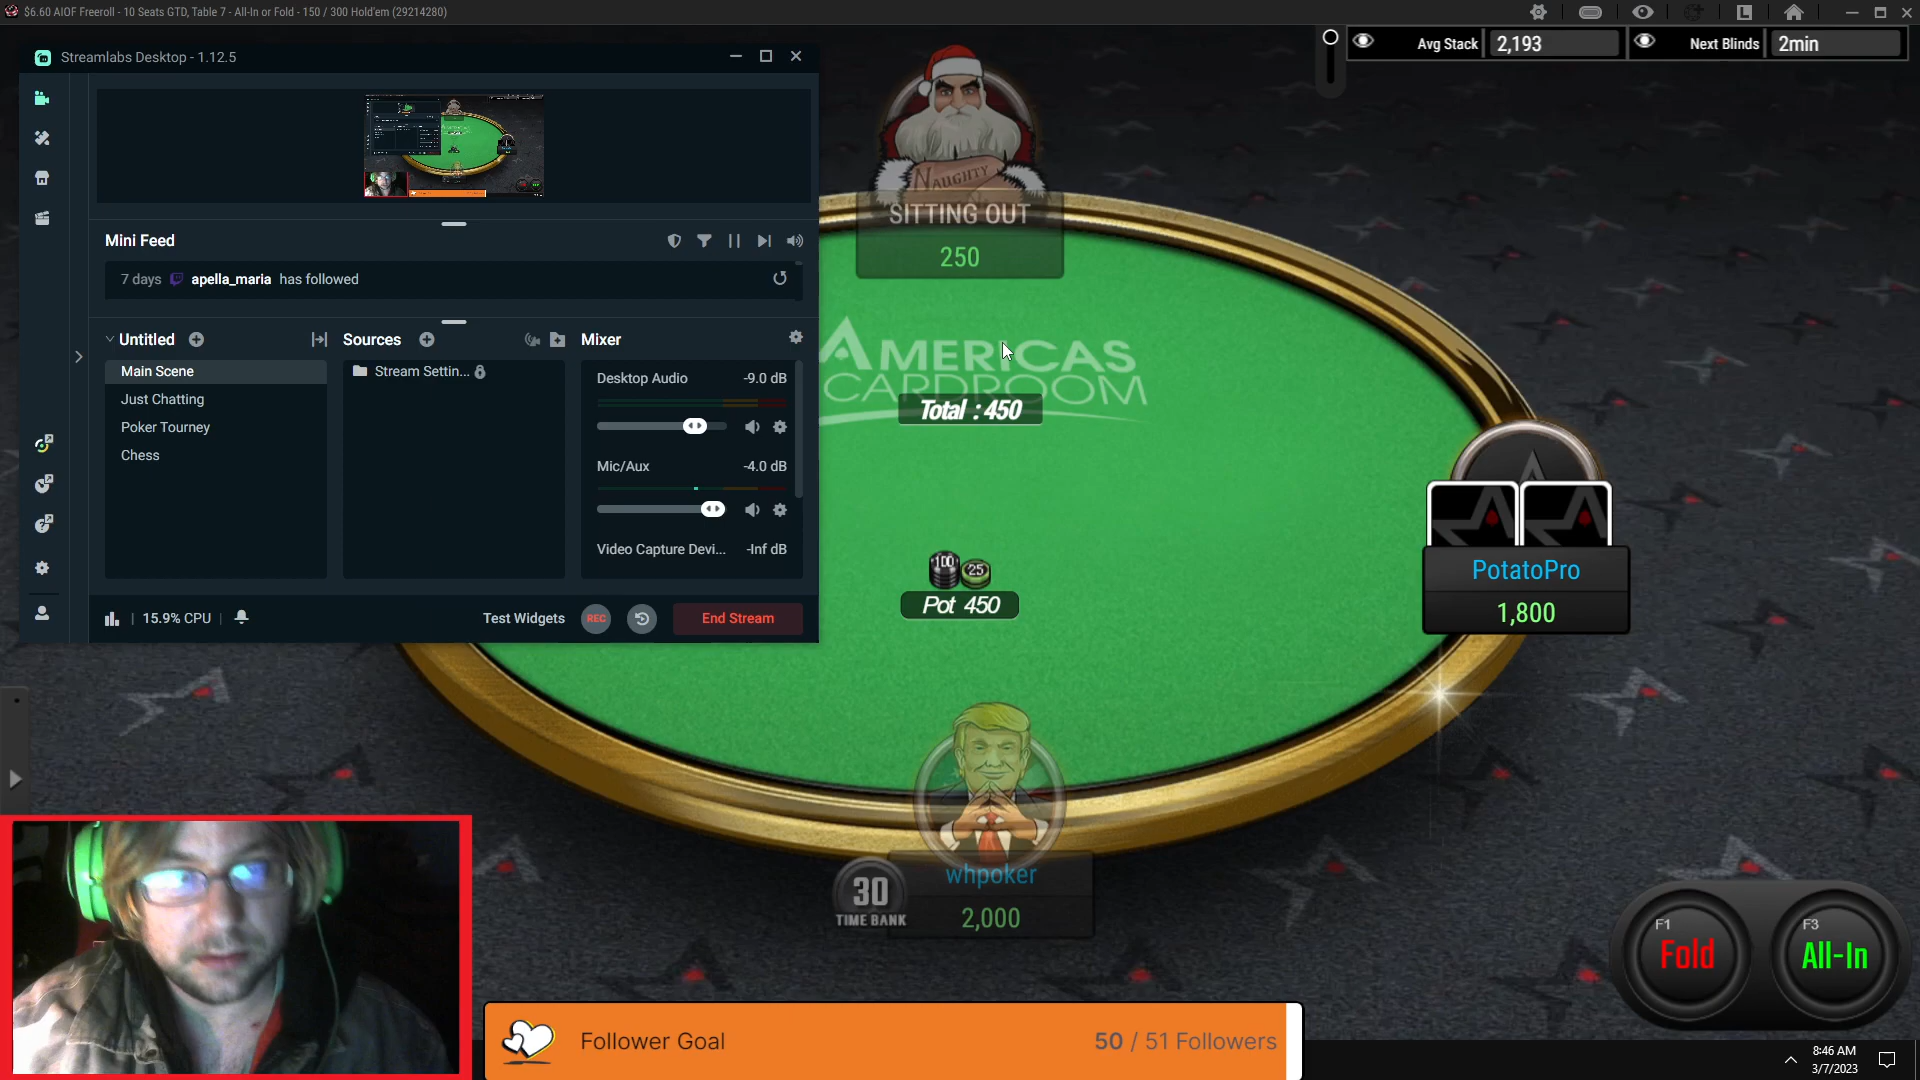 $6.60 AIOF Freeroll - 10 Seats GTD, Table 7 - All-In or Fold - 150 / 300 Hold'em (29214280)
Avg Stack 2,193 Next Blinds 2min
Streamlabs Desktop - 1.12.5
Mini Feed
7 days apella_maria has followed
Untitled Sources Mixer
Main Scene
Just Chatting
Poker Tourney
Chess
Stream Settin...
Desktop Audio -9.0 dB
Mic/Aux -4.0 dB
Video Capture Devi... -Inf dB
15.9% CPU Test Widgets REC End Stream
NAUGHTY
SITTING OUT
250
AMERICAS
CARDROOM
Total : 450
100 25
Pot 450
PotatoPro
1,800
30
TIME BANK
whpoker
2,000
F1
Fold
F3
All-In
Follower Goal 50 / 51 Followers
8:46 AM
3/7/2023